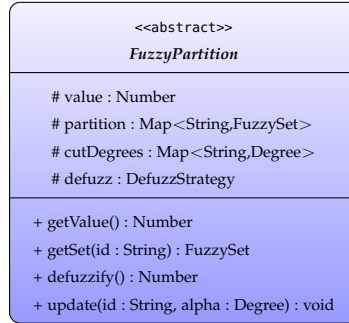 <<abstract>>
FuzzyPartition
# value : Number
# partition : Map<String,FuzzySet>
# cutDegrees : Map<String,Degree>
# defuzz : DefuzzStrategy
+ getValue() : Number
+ getSet(id : String) : FuzzySet
+ defuzzify() : Number
+ update(id : String, alpha : Degree) : void